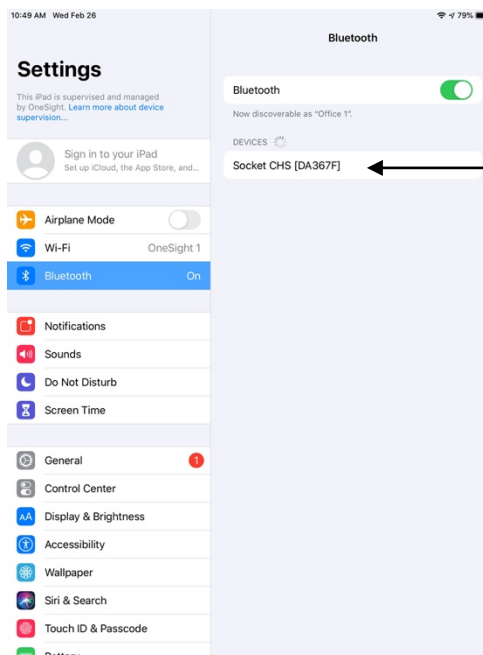 10:49 AM Wed Feb 26
79%
Settings
This iPad is supervised and managed
by OneSight. Learn more about device
supervision...
Sign in to your iPad
Set up iCloud, the App Store, and...
Airplane Mode
Wi-Fi OneSight 1
Bluetooth On
Notifications
Sounds
Do Not Disturb
Screen Time
General 1
Control Center
AA Display & Brightness
Accessibility
Wallpaper
Siri & Search
Touch ID & Passcode
Battery
Bluetooth
Bluetooth
Now discoverable as “Office 1”.
DEVICES
Socket CHS [DA367F]